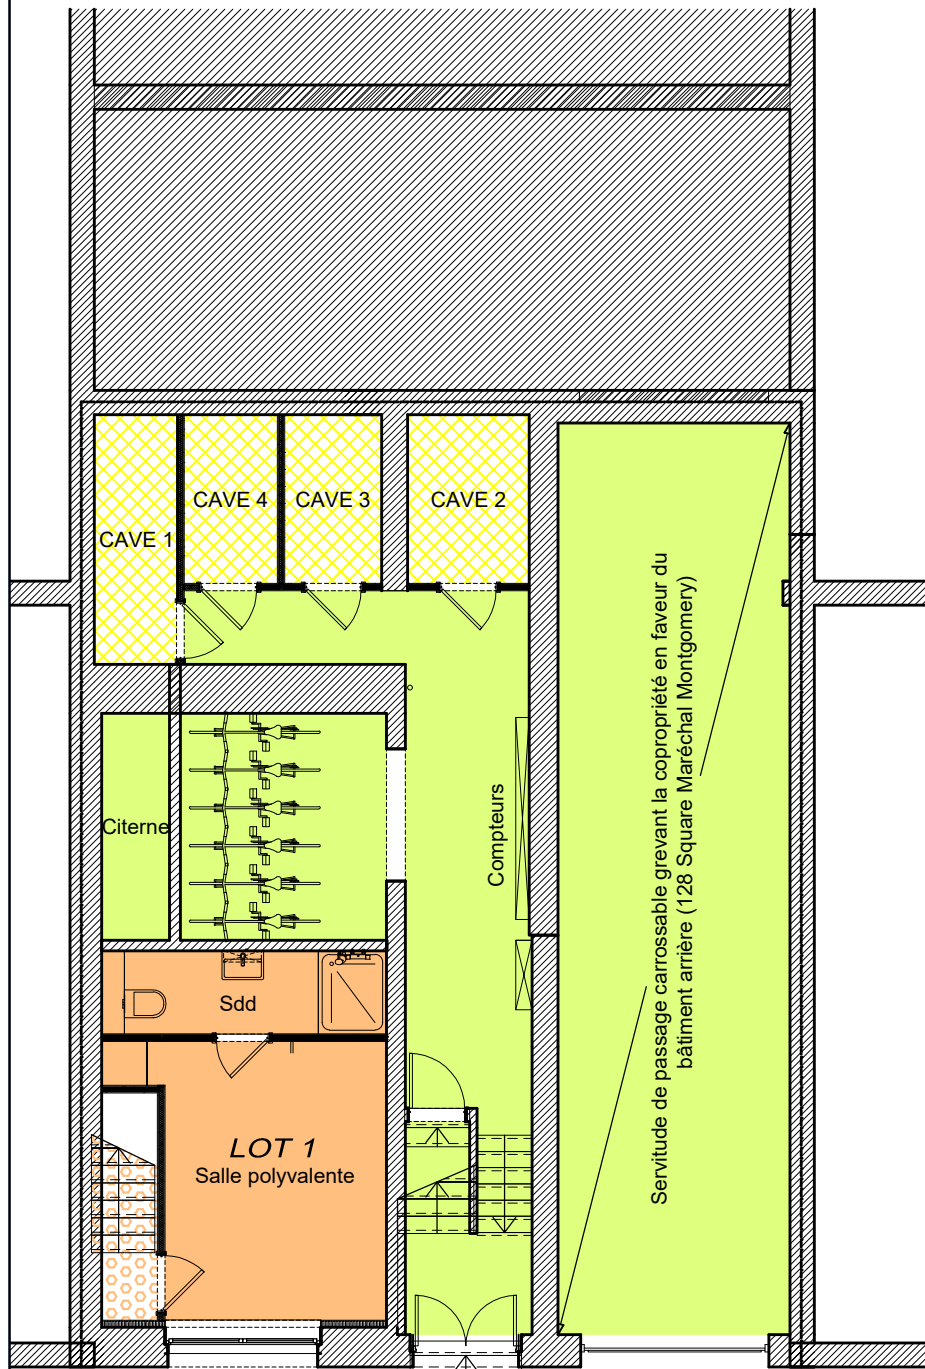 CAVE 1
CAVE 4
CAVE 3
CAVE 2
Citerne
Compteurs
Servitude de passage carrossable grevant la copropriété en faveur du
bâtiment arrière (128 Square Maréchal Montgomery)
Sdd
LOT 1
Salle polyvalente